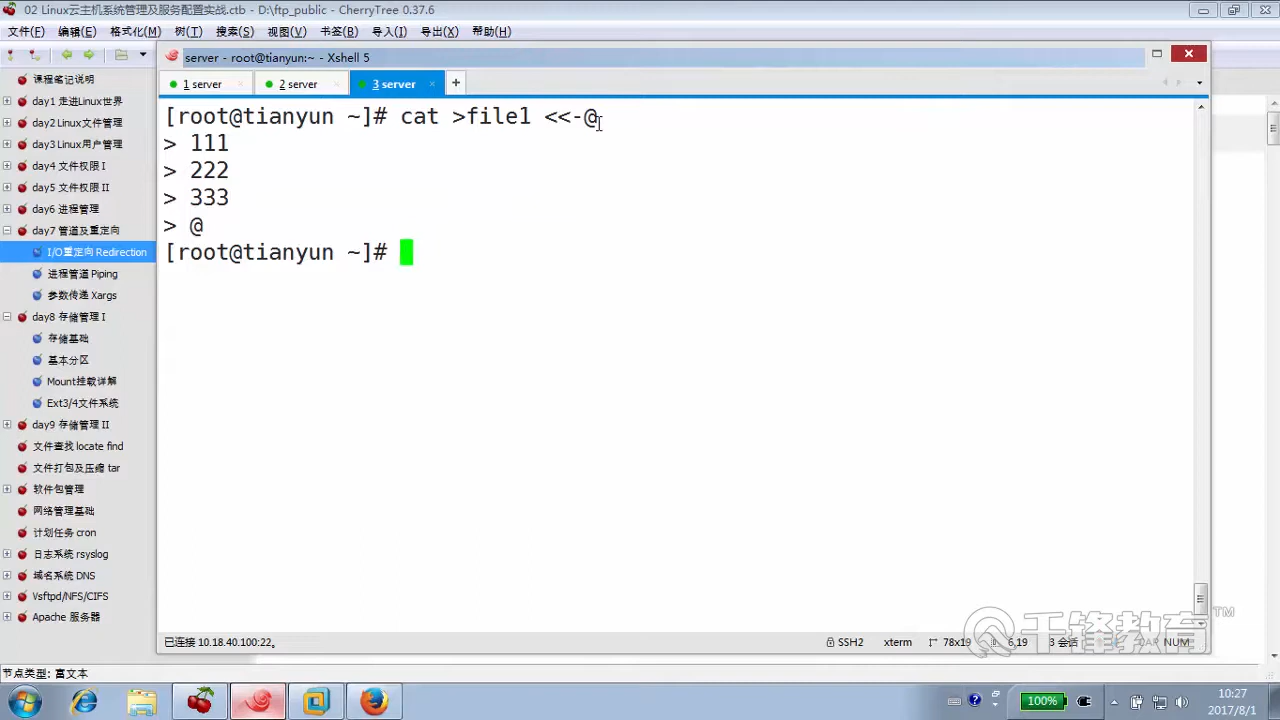 02 Linux云主机系统管理及服务配置实战.ctb - D:\ftp_public - CherryTree 0.37.6
文件(F) 编辑(E) 格式化(M) 树(T) 搜索(S) 视图(V) 书签(B) 导入(I) 导出(X) 帮助(H)
server - root@tianyun:~ - Xshell 5
1 server
2 server
3 server
课程笔记说明
day1 走进Linux世界
day2 Linux文件管理
day3 Linux用户管理
day4 文件权限 I
day5 文件权限 II
day6 进程管理
day7 管道及重定向
I/O重定向 Redirection
进程管道 Piping
参数传递 Xargs
day8 存储管理 I
存储基础
基本分区
Mount挂载详解
Ext3/4文件系统
day9 存储管理 II
文件查找 locate find
文件打包及压缩 tar
软件包管理
网络管理基础
计划任务 cron
日志系统 rsyslog
域名系统 DNS
Vsftpd/NFS/CIFS
Apache 服务器
[root@tianyun ~]# cat >file1 <<-@
> 111
> 222
> 333
> @
[root@tianyun ~]#
已连接 10.18.40.100:22。
SSH2
xterm
78x19
6,19
3 会话
CAP NUM
千锋教育 TM
节点类型: 富文本
100%
10:27
2017/8/1